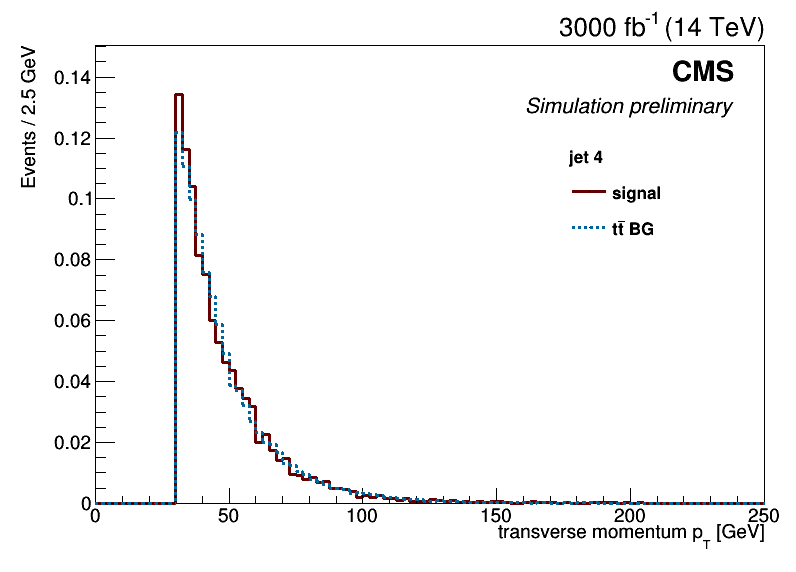 3000 fb⁻¹ (14 TeV)
Events / 2.5 GeV
CMS
Simulation preliminary
jet 4
signal
tt̄ BG
0.14
0.12
0.1
0.08
0.06
0.04
0.02
0
0 50 100 150 200 250
transverse momentum p_T [GeV]